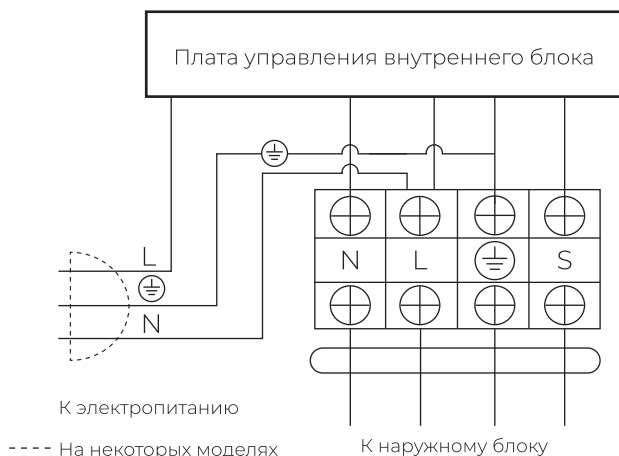 Плата управления внутреннего блока
L
N
N L S
К электропитанию
На некоторых моделях
К наружному блоку